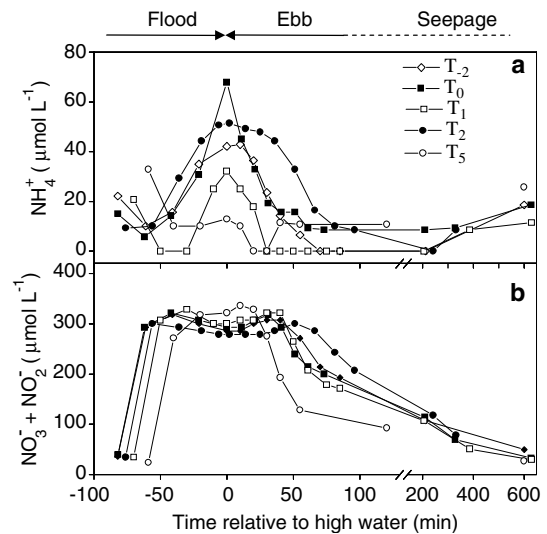 Flood Ebb Seepage
a
80
60
40
20
0
NH₄⁺ (µmol L⁻¹)
T₋₂
T₀
T₁
T₂
T₅
b
400
300
200
100
0
NO₃⁻ + NO₂⁻ (µmol L⁻¹)
-100 -50 0 50 100 200 400 600
Time relative to high water (min)